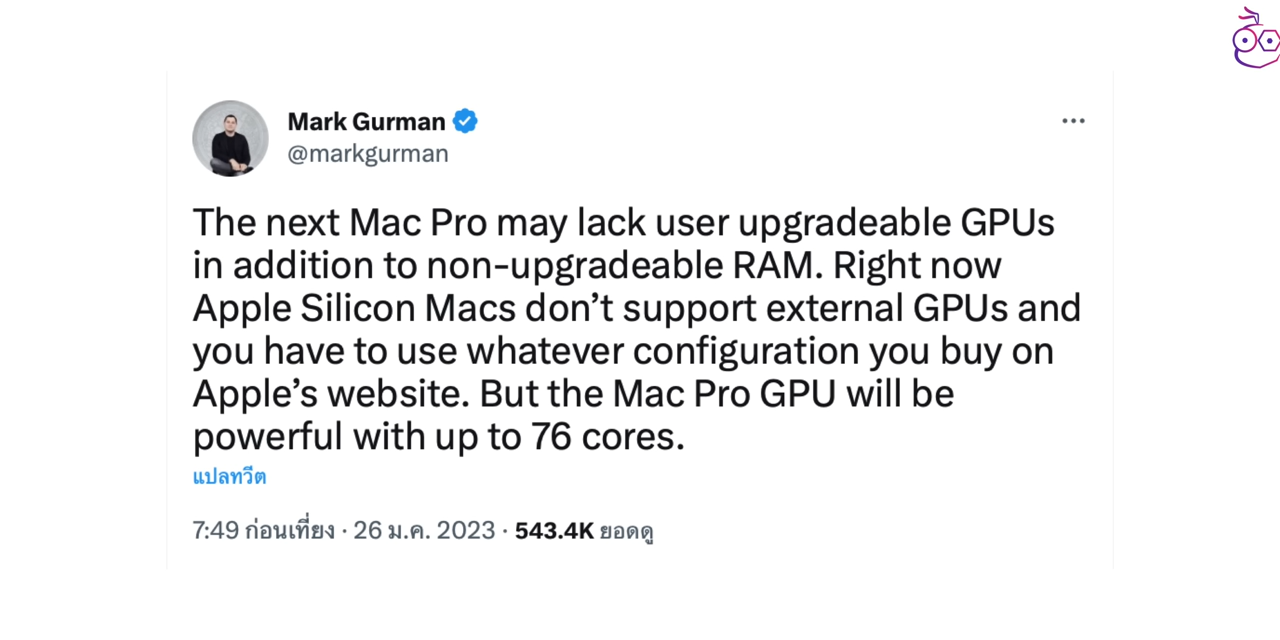 Mark Gurman
@markgurman
The next Mac Pro may lack user upgradeable GPUs
in addition to non-upgradeable RAM. Right now
Apple Silicon Macs don’t support external GPUs and
you have to use whatever configuration you buy on
Apple’s website. But the Mac Pro GPU will be
powerful with up to 76 cores.
แปลทวีต
7:49 ก่อนเที่ยง · 26 ม.ค. 2023 · 543.4K ยอดดู